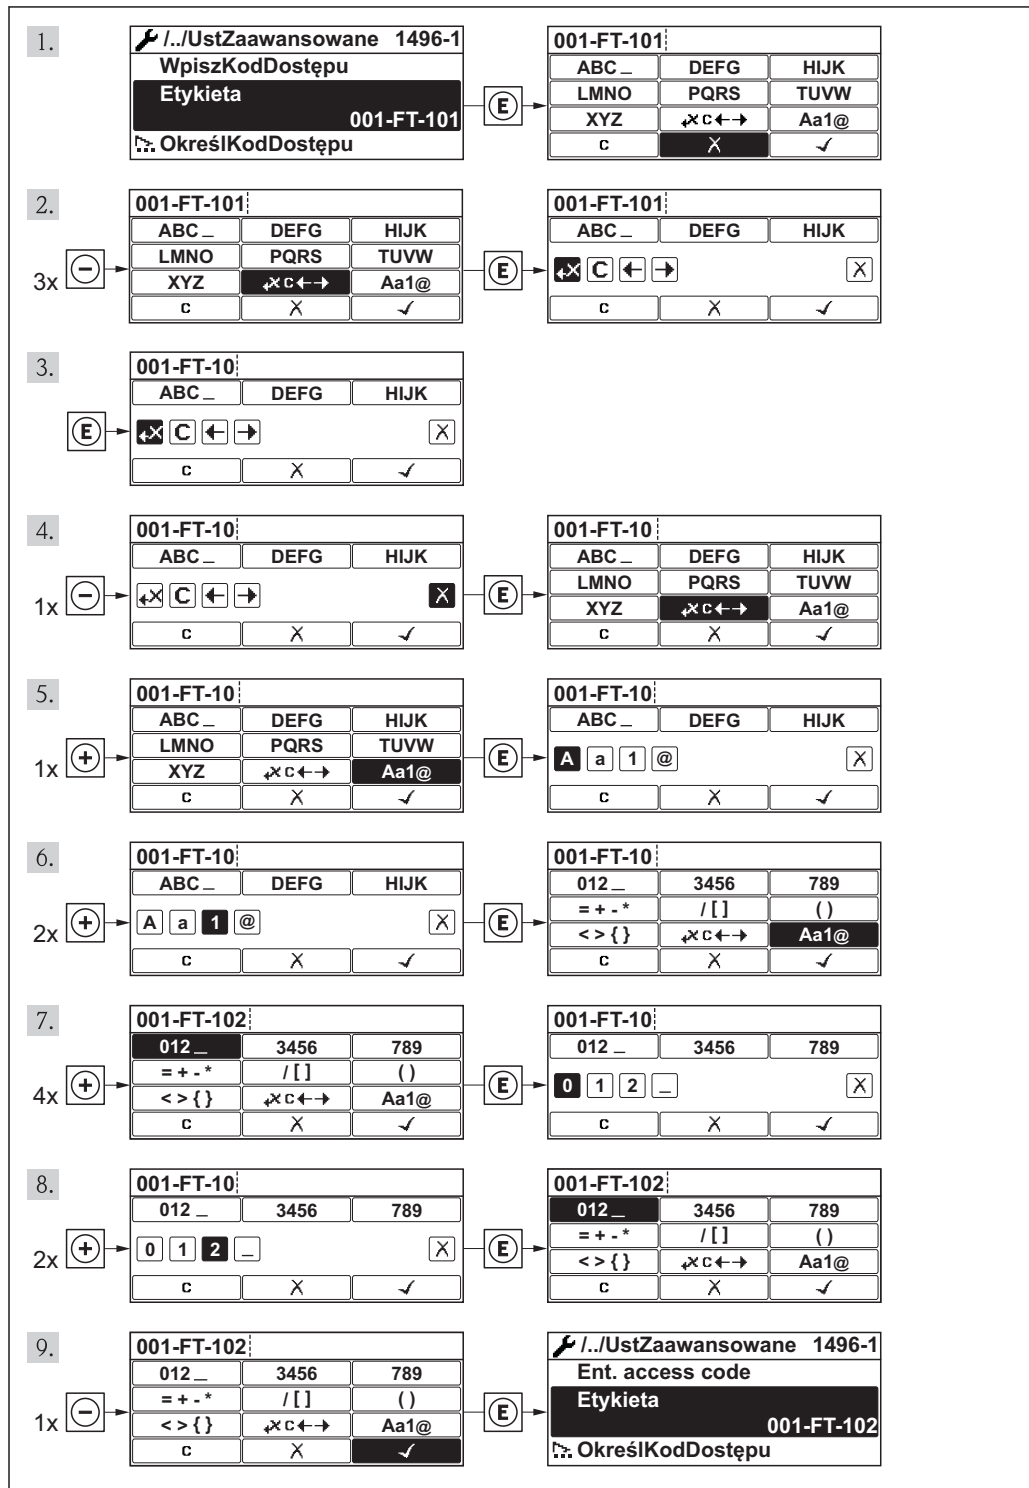 1.
/../UstZaawansowane 1496-1
WpiszKodDostępu
Etykieta
001-FT-101
OkreślKodDostępu
E
001-FT-101
ABC_ DEFG HIJK
LMNO PQRS TUVW
XYZ C Aa1@
C
2.
3x
001-FT-101
ABC_ DEFG HIJK
LMNO PQRS TUVW
XYZ C Aa1@
C
E
001-FT-101
ABC_ DEFG HIJK
C
C
3.
E
001-FT-10
ABC_ DEFG HIJK
C
C
4.
1x
001-FT-10
ABC_ DEFG HIJK
C
C
E
001-FT-10
ABC_ DEFG HIJK
LMNO PQRS TUVW
XYZ C Aa1@
C
5.
1x
001-FT-10
ABC_ DEFG HIJK
LMNO PQRS TUVW
XYZ C Aa1@
C
E
001-FT-10
ABC_ DEFG HIJK
A a 1 @
C
6.
2x
001-FT-10
ABC_ DEFG HIJK
A a 1 @
C
E
001-FT-10
012_ 3456 789
= + - * / [ ] ( )
< > { } C Aa1@
C
7.
4x
001-FT-102
012_ 3456 789
= + - * / [ ] ( )
< > { } C Aa1@
C
E
001-FT-10
012_ 3456 789
0 1 2 _
C
8.
2x
001-FT-10
012_ 3456 789
0 1 2 _
C
E
001-FT-102
012_ 3456 789
= + - * / [ ] ( )
< > { } C Aa1@
C
9.
1x
001-FT-102
012_ 3456 789
= + - * / [ ] ( )
< > { } C Aa1@
C
E
/../UstZaawansowane 1496-1
Ent. access code
Etykieta
001-FT-102
OkreślKodDostępu